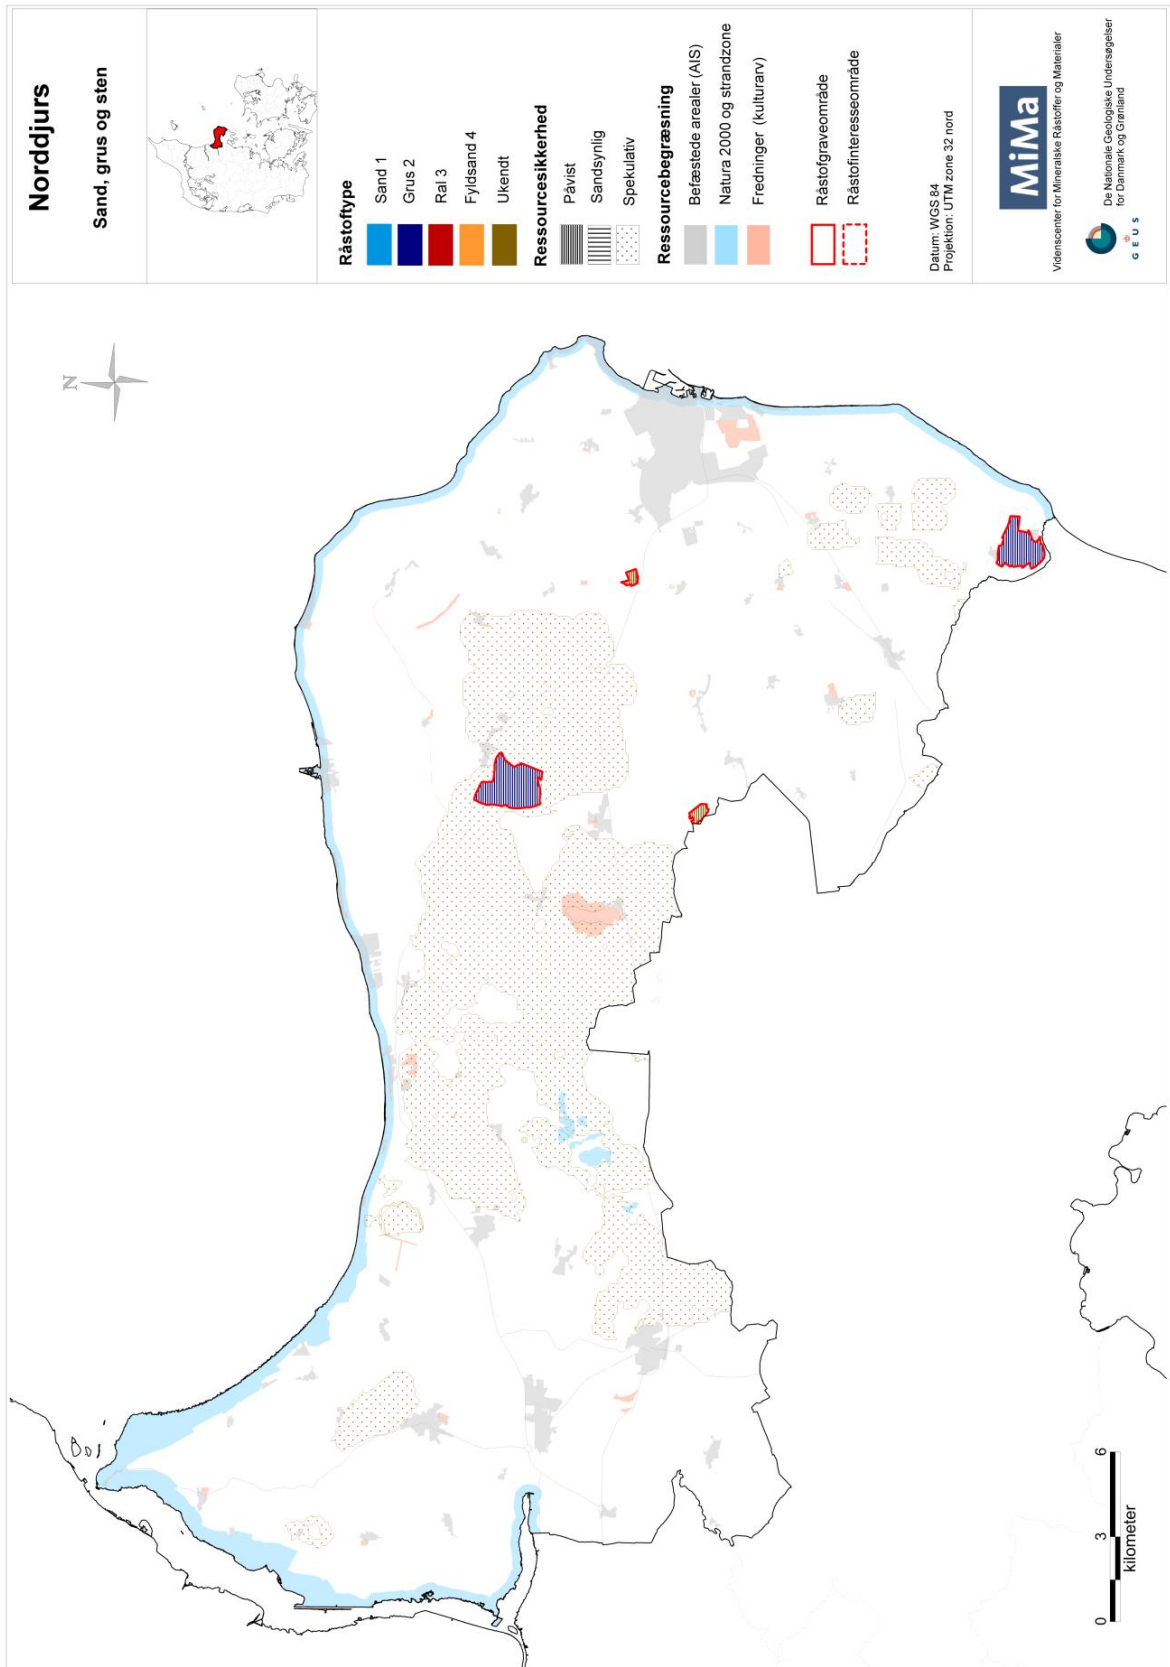 Norddjurs
Sand, grus og sten
Råstoftype
Sand 1
Grus 2
Ral 3
Fyldsand 4
Ukendt
Ressourcesikkerhed
Påvist
Sandsynlig
Spekulativ
Ressourcebegræsning
Befæstede arealer (AIS)
Natura 2000 og strandzone
Fredninger (kulturarv)
Råstofgraveområde
Råstofinteresseområde
Datum: WGS 84
Projektion: UTM zone 32 nord
MiMa
Videnscenter for Mineralske Råstoffer og Materialer
G E U S
De Nationale Geologiske Undersøgelser
for Danmark og Grønland
N
0 3 6
kilometer